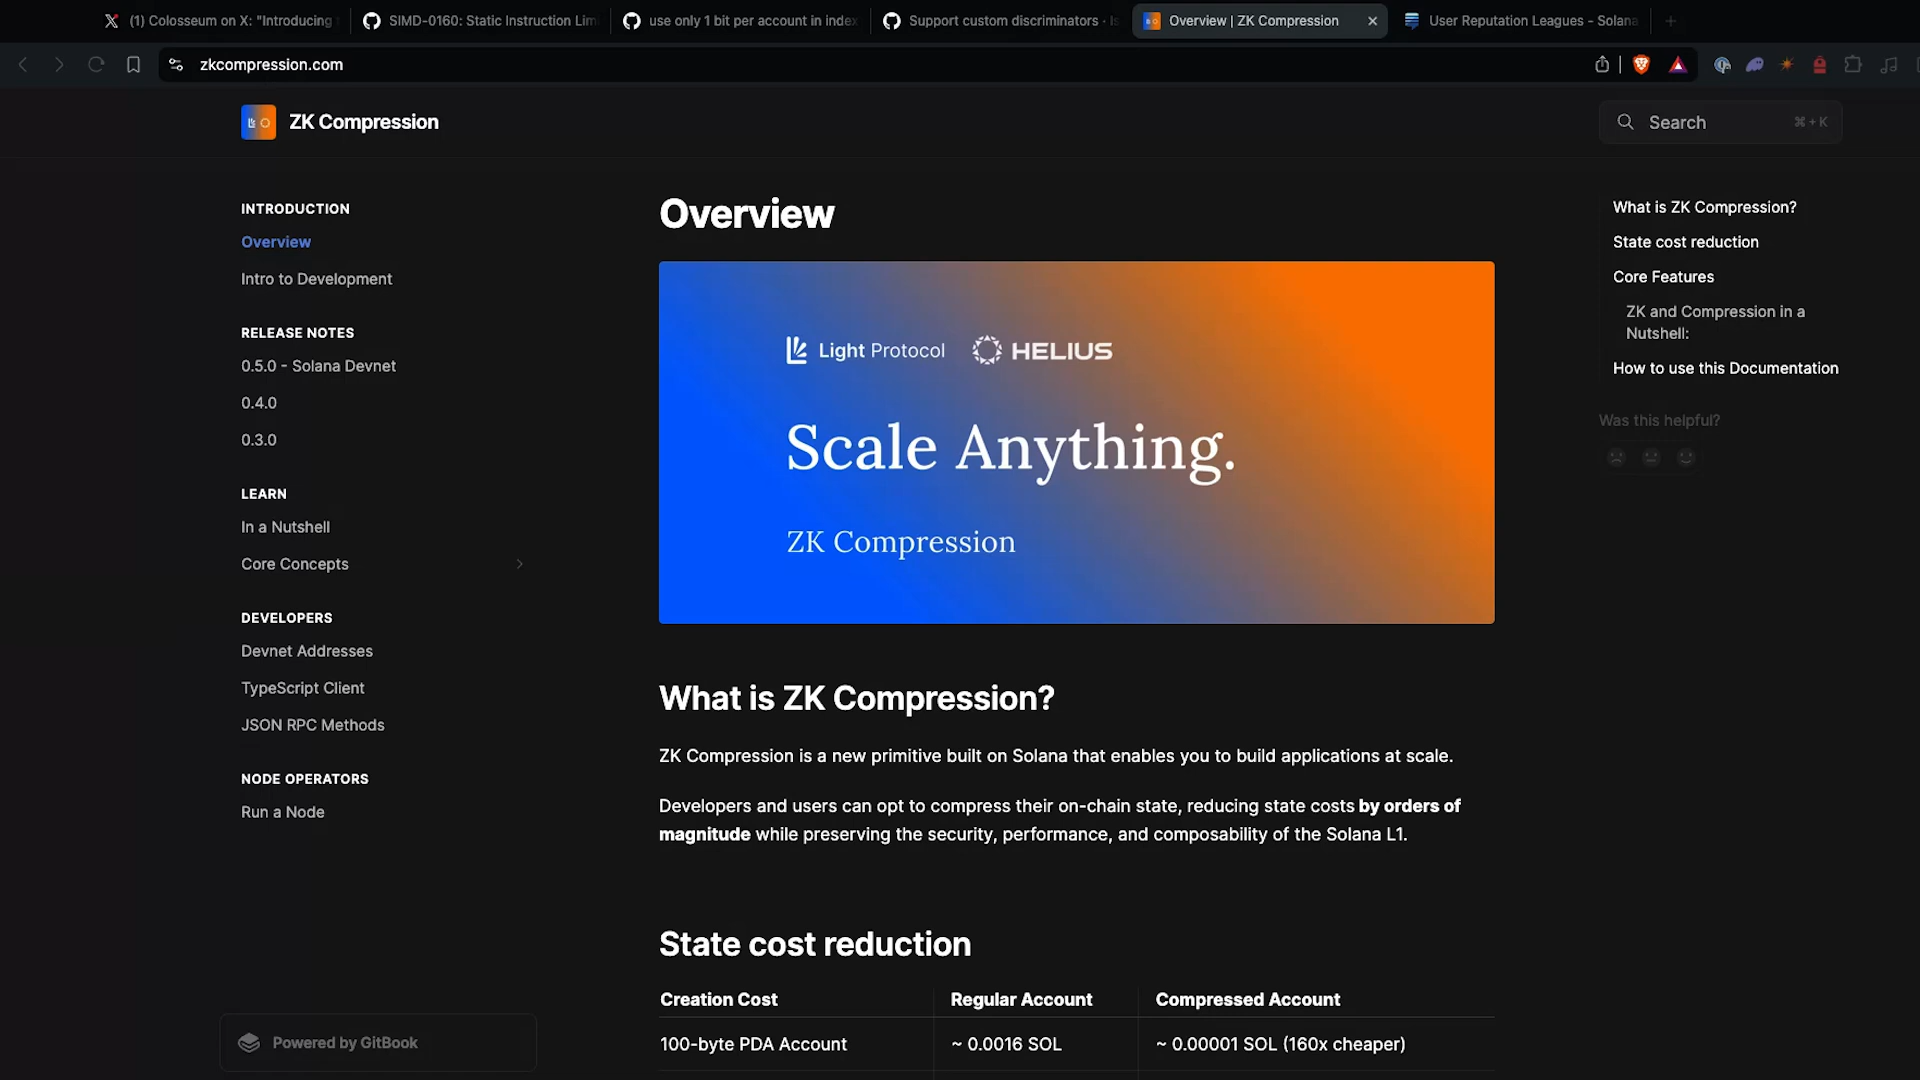 (1) Colosseum on X: "Introducing
SIMD-0160: Static Instruction Lim
use only 1 bit per account in index
Support custom discriminators · Is
Overview | ZK Compression
User Reputation Leagues - Solana
zkcompression.com
ZK Compression
Search
⌘+K
INTRODUCTION
Overview
Intro to Development
RELEASE NOTES
0.5.0 - Solana Devnet
0.4.0
0.3.0
LEARN
In a Nutshell
Core Concepts
DEVELOPERS
Devnet Addresses
TypeScript Client
JSON RPC Methods
NODE OPERATORS
Run a Node
Powered by GitBook
Overview
Light Protocol
HELIUS
Scale Anything.
ZK Compression
What is ZK Compression?
ZK Compression is a new primitive built on Solana that enables you to build applications at scale.
Developers and users can opt to compress their on-chain state, reducing state costs by orders of
magnitude while preserving the security, performance, and composability of the Solana L1.
State cost reduction
Creation Cost
Regular Account
Compressed Account
100-byte PDA Account
~ 0.0016 SOL
~ 0.00001 SOL (160x cheaper)
What is ZK Compression?
State cost reduction
Core Features
ZK and Compression in a
Nutshell:
How to use this Documentation
Was this helpful?